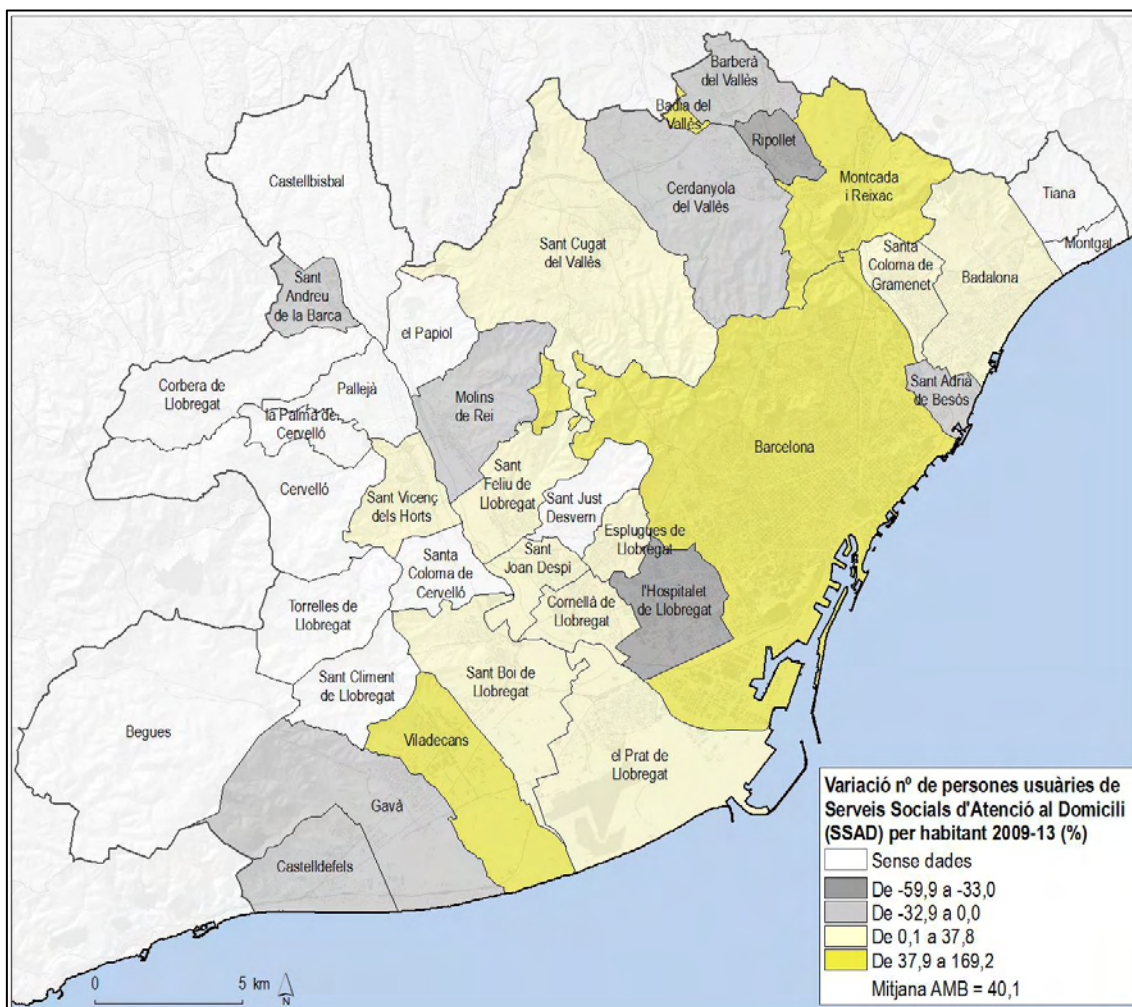 Barberà
del Vallès
Badia del
Vallès
Ripollet
Castellbisbal
Cerdanyola
del Vallès
Montcada
i Reixac
Tiana
Montgat
Sant Cugat
del Vallès
Santa
Coloma de
Gramenet
Badalona
Sant
Andreu
de la Barca
el Papiol
Corbera de
Llobregat
Pallejà
la Palma de
Cervelló
Molins
de Rei
Sant Adrià
de Besòs
Barcelona
Cervelló
Sant Vicenç
dels Horts
Sant
Feliu de
Llobregat
Sant Just
Desvern
Esplugues de
Llobregat
Santa
Coloma de
Cervelló
Sant
Joan Despí
Cornellà de
Llobregat
l'Hospitalet
de Llobregat
Torrelles de
Llobregat
Sant Climent
de Llobregat
Sant Boi de
Llobregat
Begues
Viladecans
el Prat de
Llobregat
Gavà
Castelldefels
Variació nº de persones usuàries de
Serveis Socials d'Atenció al Domicili
(SSAD) per habitant 2009-13 (%)
Sense dades
De -59,9 a -33,0
De -32,9 a 0,0
De 0,1 a 37,8
De 37,9 a 169,2
Mitjana AMB = 40,1
0 5 km
N